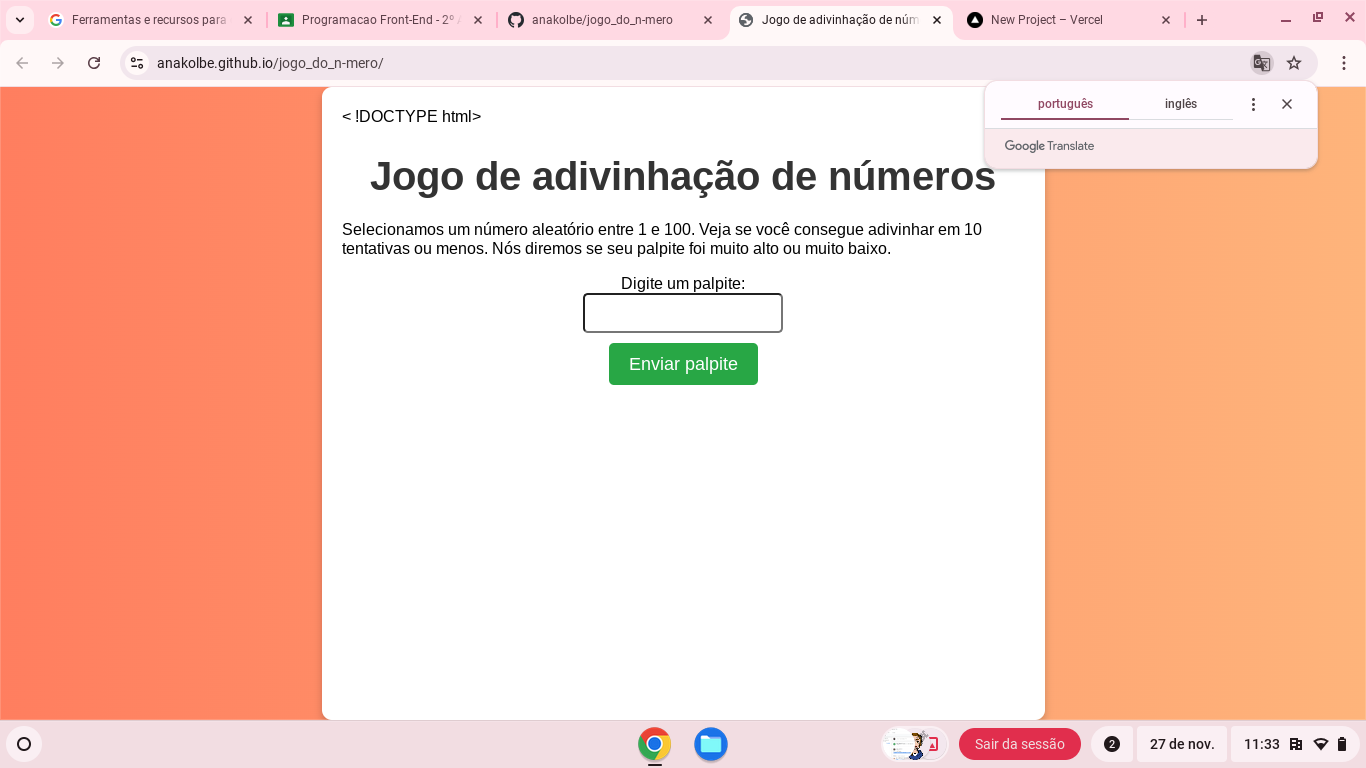 Ferramentas e recursos para
Programacao Front-End - 2º
anakolbe/jogo_do_n-mero
Jogo de adivinhação de núm
New Project – Vercel
anakolbe.github.io/jogo_do_n-mero/
português
inglês
Google Translate
< !DOCTYPE html>
Jogo de adivinhação de números
Selecionamos um número aleatório entre 1 e 100. Veja se você consegue adivinhar em 10
tentativas ou menos. Nós diremos se seu palpite foi muito alto ou muito baixo.
Digite um palpite:
Enviar palpite
Sair da sessão
2
27 de nov.
11:33